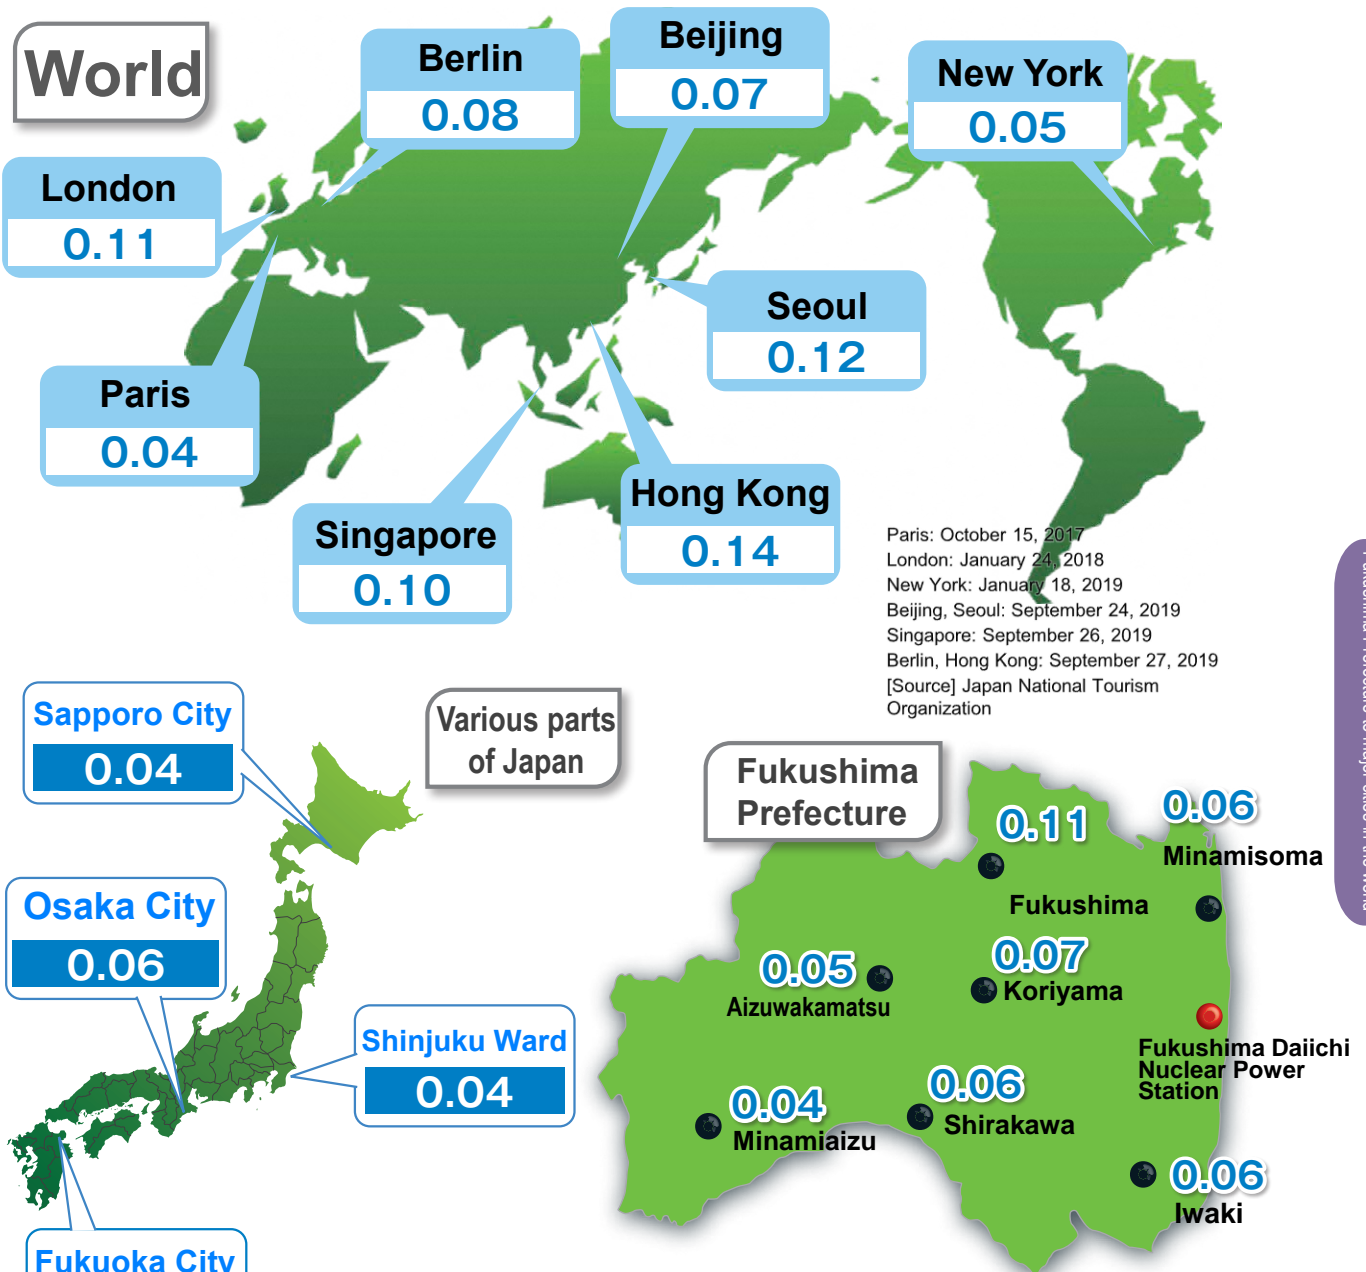 World
Berlin
0.08
Beijing
0.07
New York
0.05
London
0.11
Seoul
0.12
Paris
0.04
Hong Kong
0.14
Singapore
0.10
Paris: October 15, 2017
London: January 24, 2018
New York: January 18, 2019
Beijing, Seoul: September 24, 2019
Singapore: September 26, 2019
Berlin, Hong Kong: September 27, 2019
[Source] Japan National Tourism
Organization
Various parts
of Japan
Sapporo City
0.04
Osaka City
0.06
Shinjuku Ward
0.04
Fukuoka City
Fukushima
Prefecture
0.11
Fukushima
0.06
Minamisoma
0.05
Aizuwakamatsu
0.07
Koriyama
Fukushima Daiichi
Nuclear Power
Station
0.04
Minamiaizu
0.06
Shirakawa
0.06
Iwaki